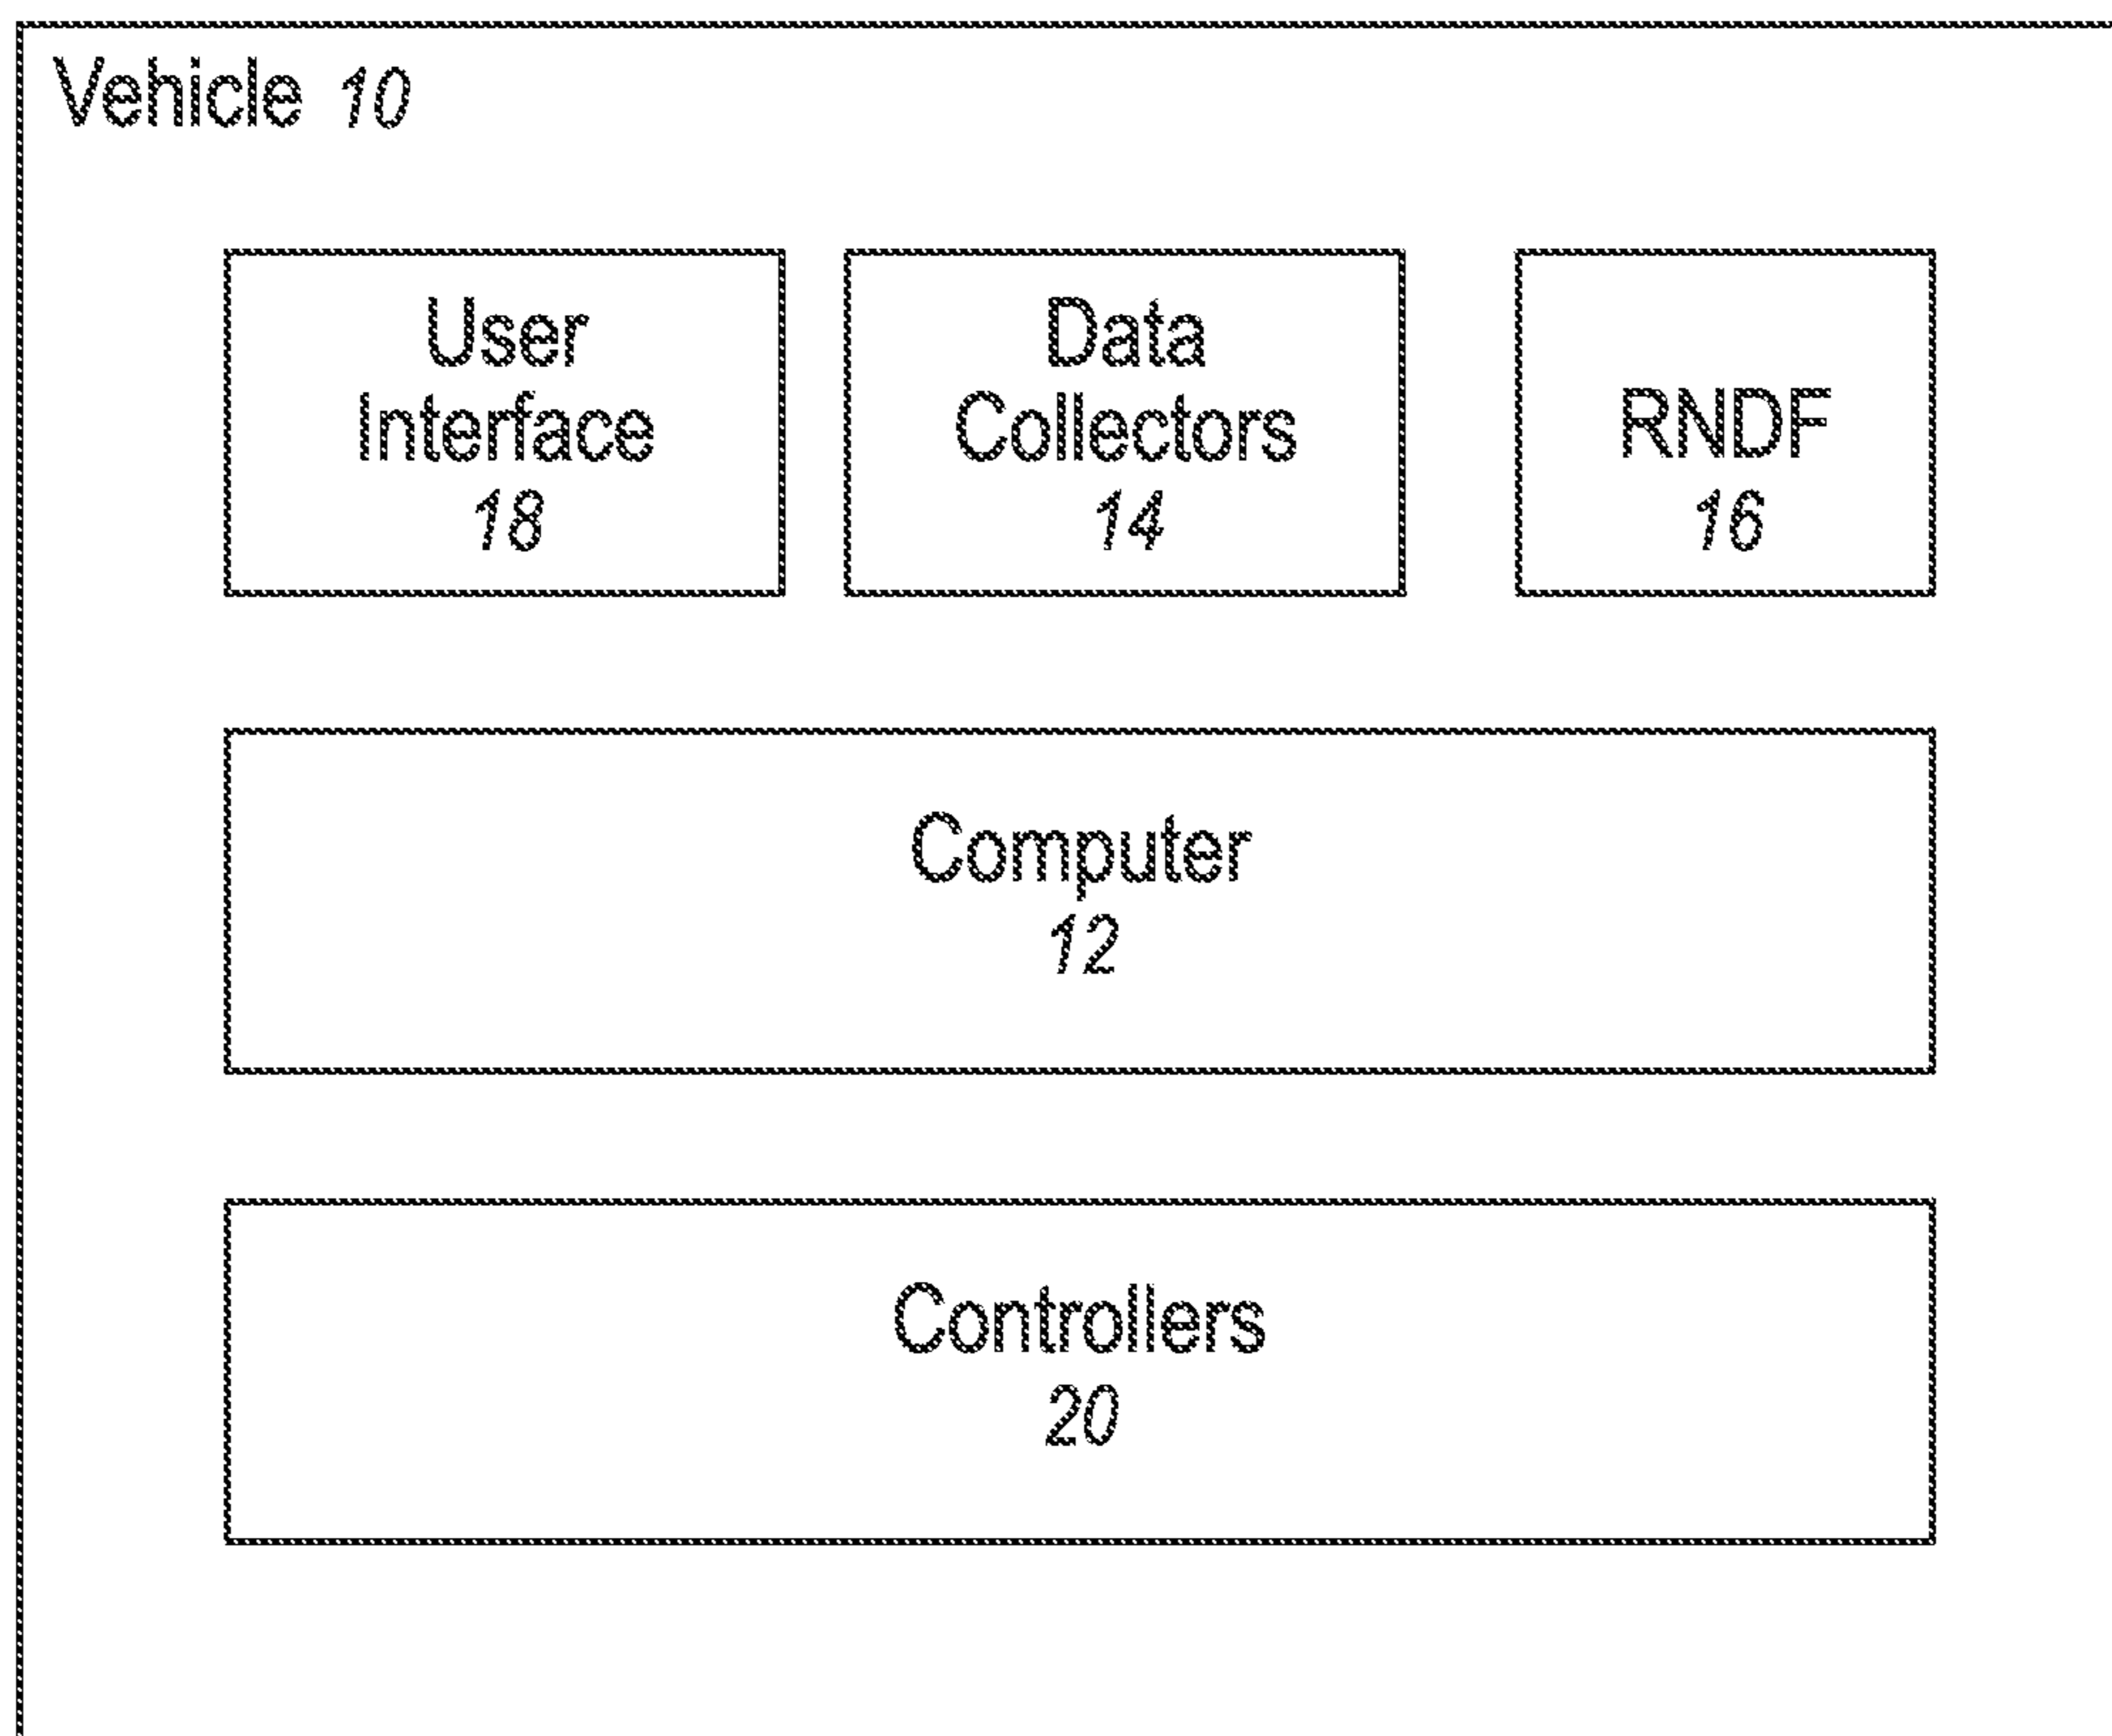 Vehicle 10
User
Interface
18
Data
Collectors
14
RNDF
16
Computer
12
Controllers
20